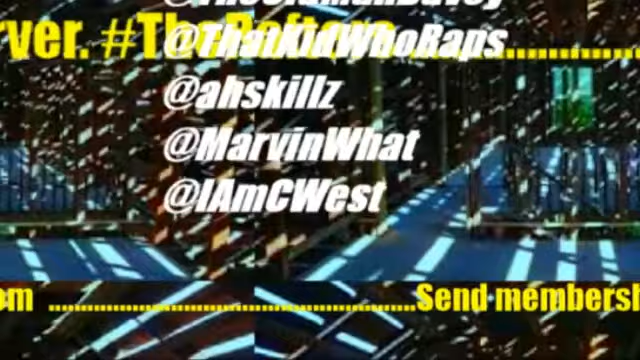 rver. #TheRafters ....................
@ThatKidWhoRaps
@ahskillz
@MarvinWhat
@IAmCWest
om ......................................................Send membersh